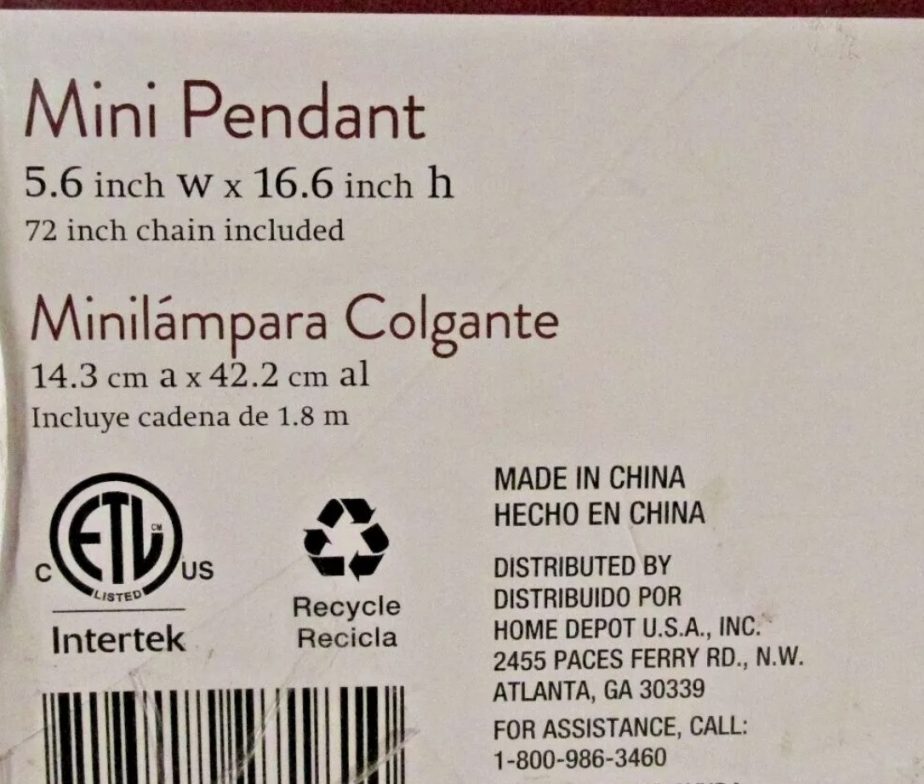 Mini Pendant
5.6 inch w x 16.6 inch h
72 inch chain included
Minilámpara Colgante
14.3 cm a x 42.2 cm al
Incluye cadena de 1.8 m
ETL CM
C US
LISTED
Intertek
Recycle
Recicla
MADE IN CHINA
HECHO EN CHINA
DISTRIBUTED BY
DISTRIBUIDO POR
HOME DEPOT U.S.A., INC.
2455 PACES FERRY RD., N.W.
ATLANTA, GA 30339
FOR ASSISTANCE, CALL:
1-800-986-3460